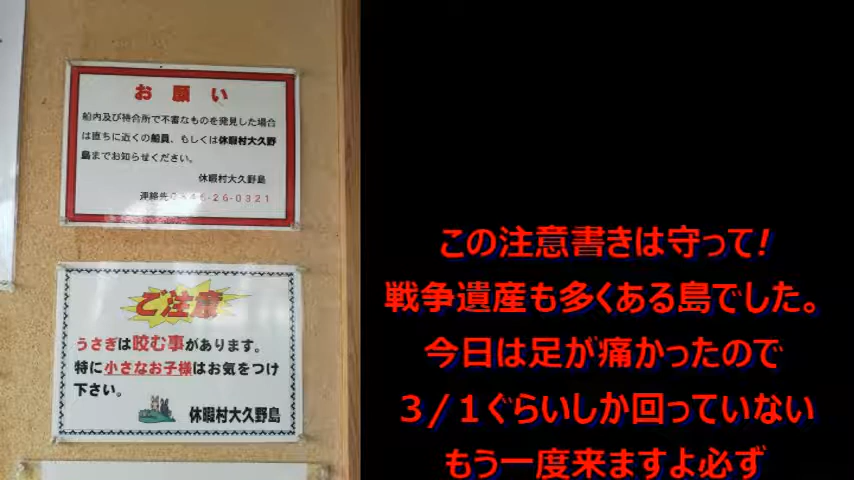 お願い
船内及び待合所で不審なものを発見した場合
は直ちに近くの船員、もしくは休暇村大久野
島までお知らせください。
休暇村大久野島
連絡先0846-26-0321
ご注意
うさぎは咬む事があります。
特に小さなお子様はお気をつけ
下さい。
休暇村大久野島
この注意書きは守って!
戦争遺産も多くある島でした。
今日は足が痛かったので
3/1ぐらいしか回っていない
もう一度来ますよ必ず